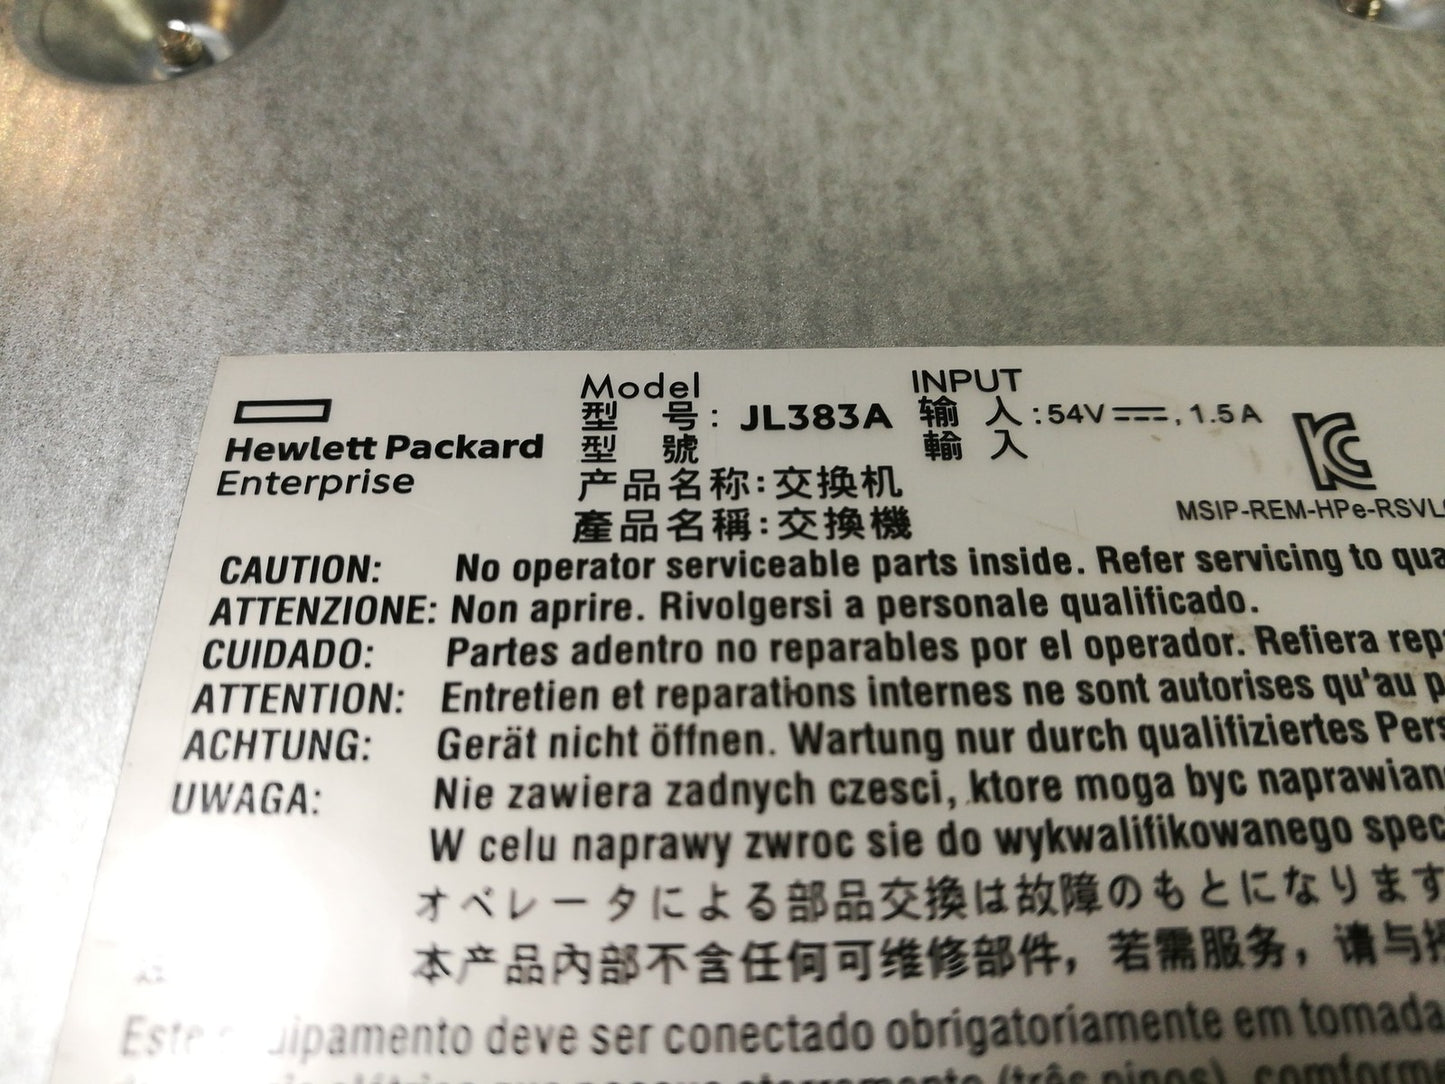 Hewlett Packard
Enterprise
Model
型 号 : JL383A
型 號
产品名称:交换机
產品名稱:交換機
INPUT
输 入 :54V⎓, 1.5A
輸 入
MSIP-REM-HPe-RSVL
CAUTION: No operator serviceable parts inside. Refer servicing to qua
ATTENZIONE: Non aprire. Rivolgersi a personale qualificado.
CUIDADO: Partes adentro no reparables por el operador. Refiera rep
ATTENTION: Entretien et reparations internes ne sont autorises qu'au p
ACHTUNG: Gerät nicht öffnen. Wartung nur durch qualifiziertes Pers
UWAGA: Nie zawiera zadnych czesci, ktore moga byc naprawian
W celu naprawy zwroc sie do wykwalifikowanego spec
オペレータによる部品交換は故障のもとになります
本产品内部不含任何可维修部件，若需服务，请与
Este deve ser conectado obrigatoriamente em tomada